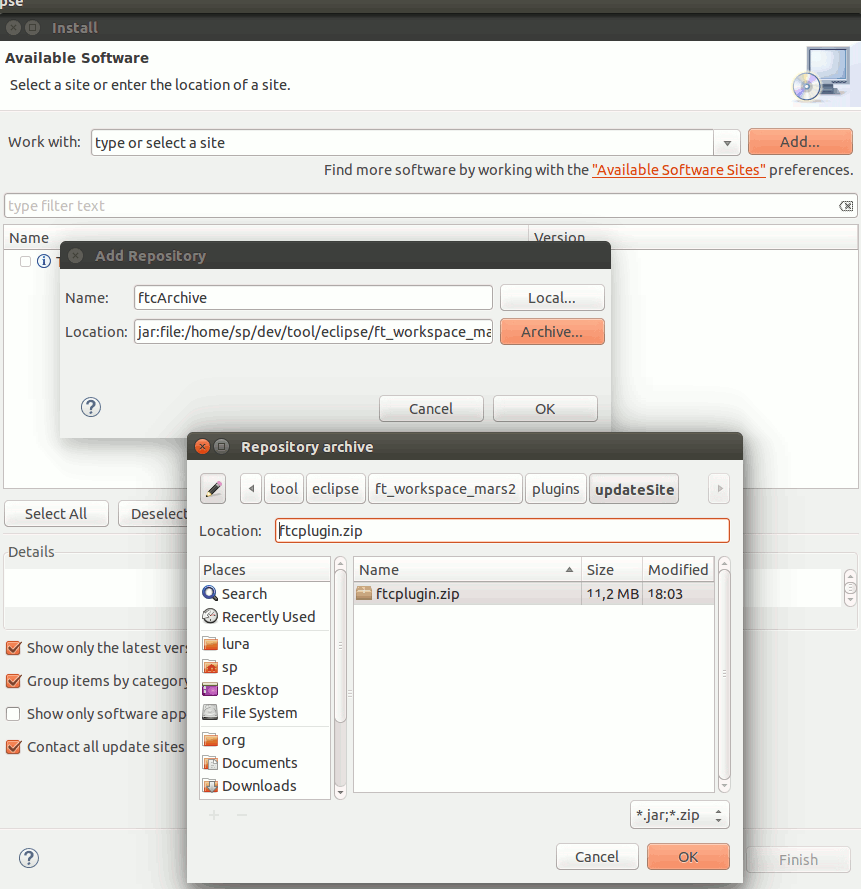 pse
Install
Available Software
Select a site or enter the location of a site.
Work with: type or select a site Add...
Find more software by working with the "Available Software Sites" preferences.
type filter text
Name Version
Add Repository
Name: ftcArchive Local...
Location: jar:file:/home/sp/dev/tool/eclipse/ft_workspace_ma Archive...
Cancel OK
Repository archive
tool eclipse ft_workspace_mars2 plugins updateSite
Location: ftcplugin.zip
Places
Search
Recently Used
lura
sp
Desktop
File System
org
Documents
Downloads
Name Size Modified
ftcplugin.zip 11,2 MB 18:03
*.jar;*.zip
Cancel OK
Select All Deselect
Details
Show only the latest ver
Group items by category
Show only software app
Contact all update sites
Finish